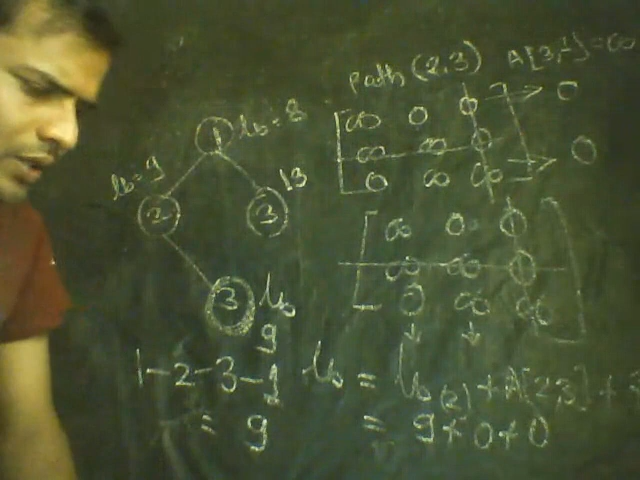 path (2,3) A[3,1]=∞
1 lb=8
∞ 0 0 → 0
∞ ∞ 0 → 0
0 ∞ ∞
lb=9
2 3 13
∞ 0 0
∞ ∞ 0
0 ∞ ∞
3 lb
9
1-2-3-1 lb = lb(2) + A[2,3] +
= 9 = 9+0+0